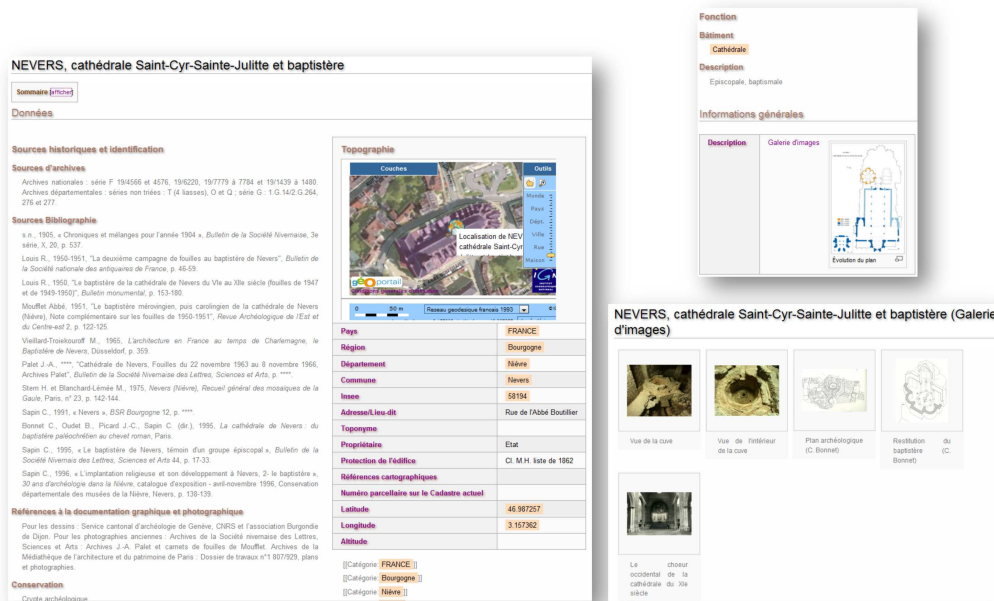 NEVERS, cathédrale Saint-Cyr-Sainte-Julitte et baptistère
Sommaire [afficher]
Données
Sources historiques et identification
Sources d'archives
Archives nationales : série F 19/4566 et 4576, 19/6220, 19/7779 à 7784 et 19/1439 à 1480.
Archives départementales : séries non triées : T (4 liasses), O et Q ; série G : 1.G.14/2.G.264,
276 et 277.
Sources Bibliographie
s.n., 1905, « Chroniques et mélanges pour l'année 1904 », Bulletin de la Société Nivernaise, 3e
série, X, 20, p. 537.
Louis R., 1950-1951, "La deuxième campagne de fouilles au baptistère de Nevers", Bulletin de
la Société nationale des antiquaires de France, p. 46-59.
Louis R., 1950, "Le baptistère de la cathédrale de Nevers du VIe au XIIe siècle (fouilles de 1947
et de 1949-1950)", Bulletin monumental, p. 153-180.
Moufflet Abbé, 1951, "Le baptistère mérovingien, puis carolingien de la cathédrale de Nevers
(Nièvre), Note complémentaire sur les fouilles de 1950-1951", Revue Archéologique de l'Est et
du Centre-est 2, p. 122-125.
Vieillard-Troiekouroff M., 1965, L'architecture en France au temps de Charlemagne, le
Baptistère de Nevers, Düsseldorf, p. 359.
Palet J.-A., ****, "Cathédrale de Nevers, Fouilles du 22 novembre 1963 au 8 novembre 1966,
Archives Palet", Bulletin de la Société Nivernaise des Lettres, Sciences et Arts, p. ****.
Stern H. et Blanchard-Lémée M., 1975, Nevers (Nièvre), Recueil général des mosaïques de la
Gaule, Paris, n° 23, p. 142-144.
Sapin C., 1991, « Nevers », BSR Bourgogne 12, p. ****.
Bonnet C., Oudet B., Picard J.-C., Sapin C. (dir.), 1995, La cathédrale de Nevers : du
baptistère paléochrétien au chevet roman, Paris.
Sapin C., 1995, « Le baptistère de Nevers, témoin d'un groupe épiscopal », Bulletin de la
Société Nivernais des Lettres, Sciences et Arts 44, p. 17-33.
Sapin C., 1996, « L'implantation religieuse et son développement à Nevers, 2- le baptistère »,
30 ans d'archéologie dans la Nièvre, catalogue d'exposition - avril-novembre 1996, Conservation
départementale des musées de la Nièvre, Nevers, p. 138-139.
Références à la documentation graphique et photographique
Pour les dessins : Service cantonal d'archéologie de Genève, CNRS et l'association Burgondie
de Dijon. Pour les photographies anciennes : Archives de la Société nivernaise des Lettres,
Sciences et Arts : Archives J.-A. Palet et carnets de fouilles de Moufflet. Archives de la
Médiathèque de l'architecture et du patrimoine de Paris : Dossier de travaux n°1 807/929, plans
et photographies.
Conservation
Crypte archéologique
Topographie
Couches
Outils
Monde
Pays
Dépt.
Ville
Rue
Maison
Localisation de NEV
cathédrale Saint-Cyr
géoportail
IGN
0 50 m Reseau geodesique francais 1993
Pays FRANCE
Région Bourgogne
Département Nièvre
Commune Nevers
Insee 58194
Adresse/Lieu-dit Rue de l'Abbé Boutillier
Toponyme
Propriétaire Etat
Protection de l'édifice Cl. M.H. liste de 1862
Références cartographiques
Numéro parcellaire sur le Cadastre actuel
Latitude 46.987257
Longitude 3.157362
Altitude
[[Catégorie: FRANCE ]]
[[Catégorie: Bourgogne ]]
[[Catégorie: Nièvre ]]
Fonction
Bâtiment
Cathédrale
Description
Episcopale, baptismale
Informations générales
Description Galerie d'images
Évolution du plan
NEVERS, cathédrale Saint-Cyr-Sainte-Julitte et baptistère (Galerie
d'images)
Vue de la cuve
Vue de l'intérieur
de la cuve
Plan archéologique
(C. Bonnet)
Restitution du
baptistère (C.
Bonnet)
Le choeur
occidental de la
cathédrale du XIe
siècle